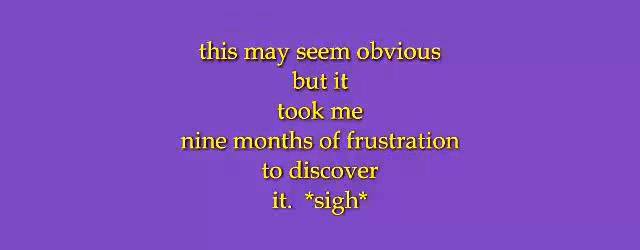 this may seem obvious
but it
took me
nine months of frustration
to discover
it.  *sigh*